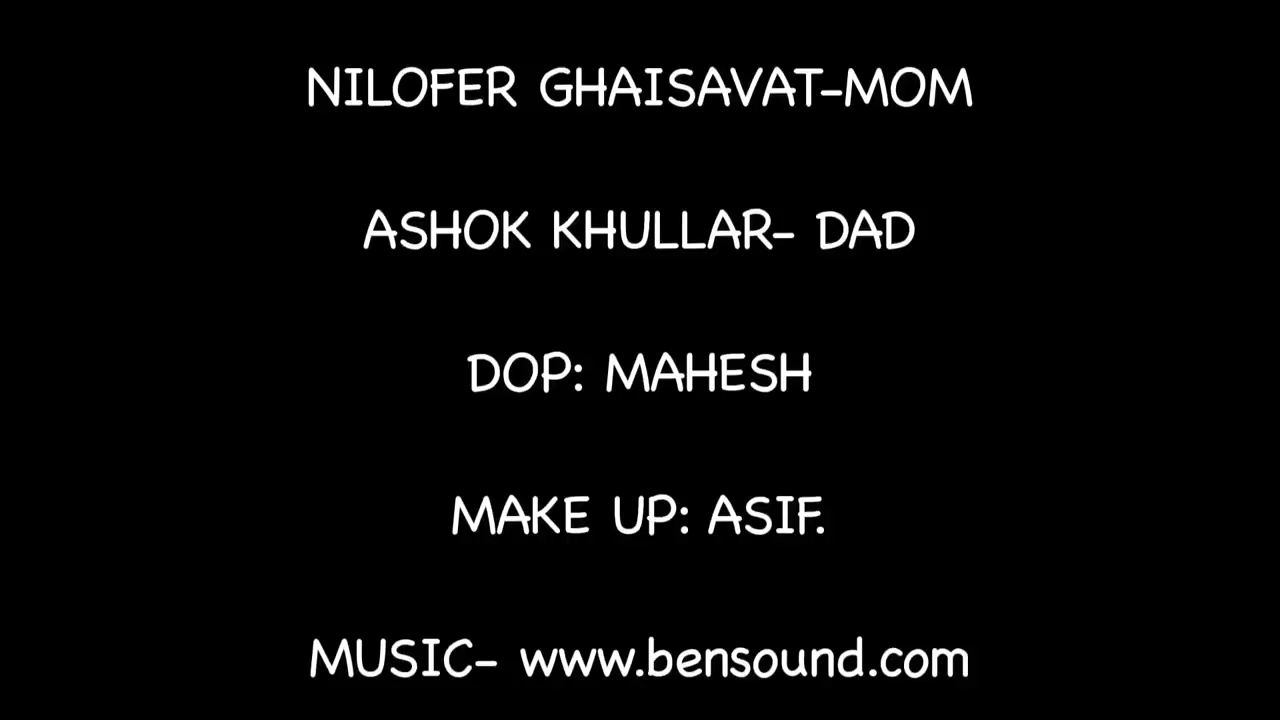 NILOFER GHAISAVAT-MOM
ASHOK KHULLAR- DAD
DOP: MAHESH
MAKE UP: ASIF.
MUSIC- www.bensound.com